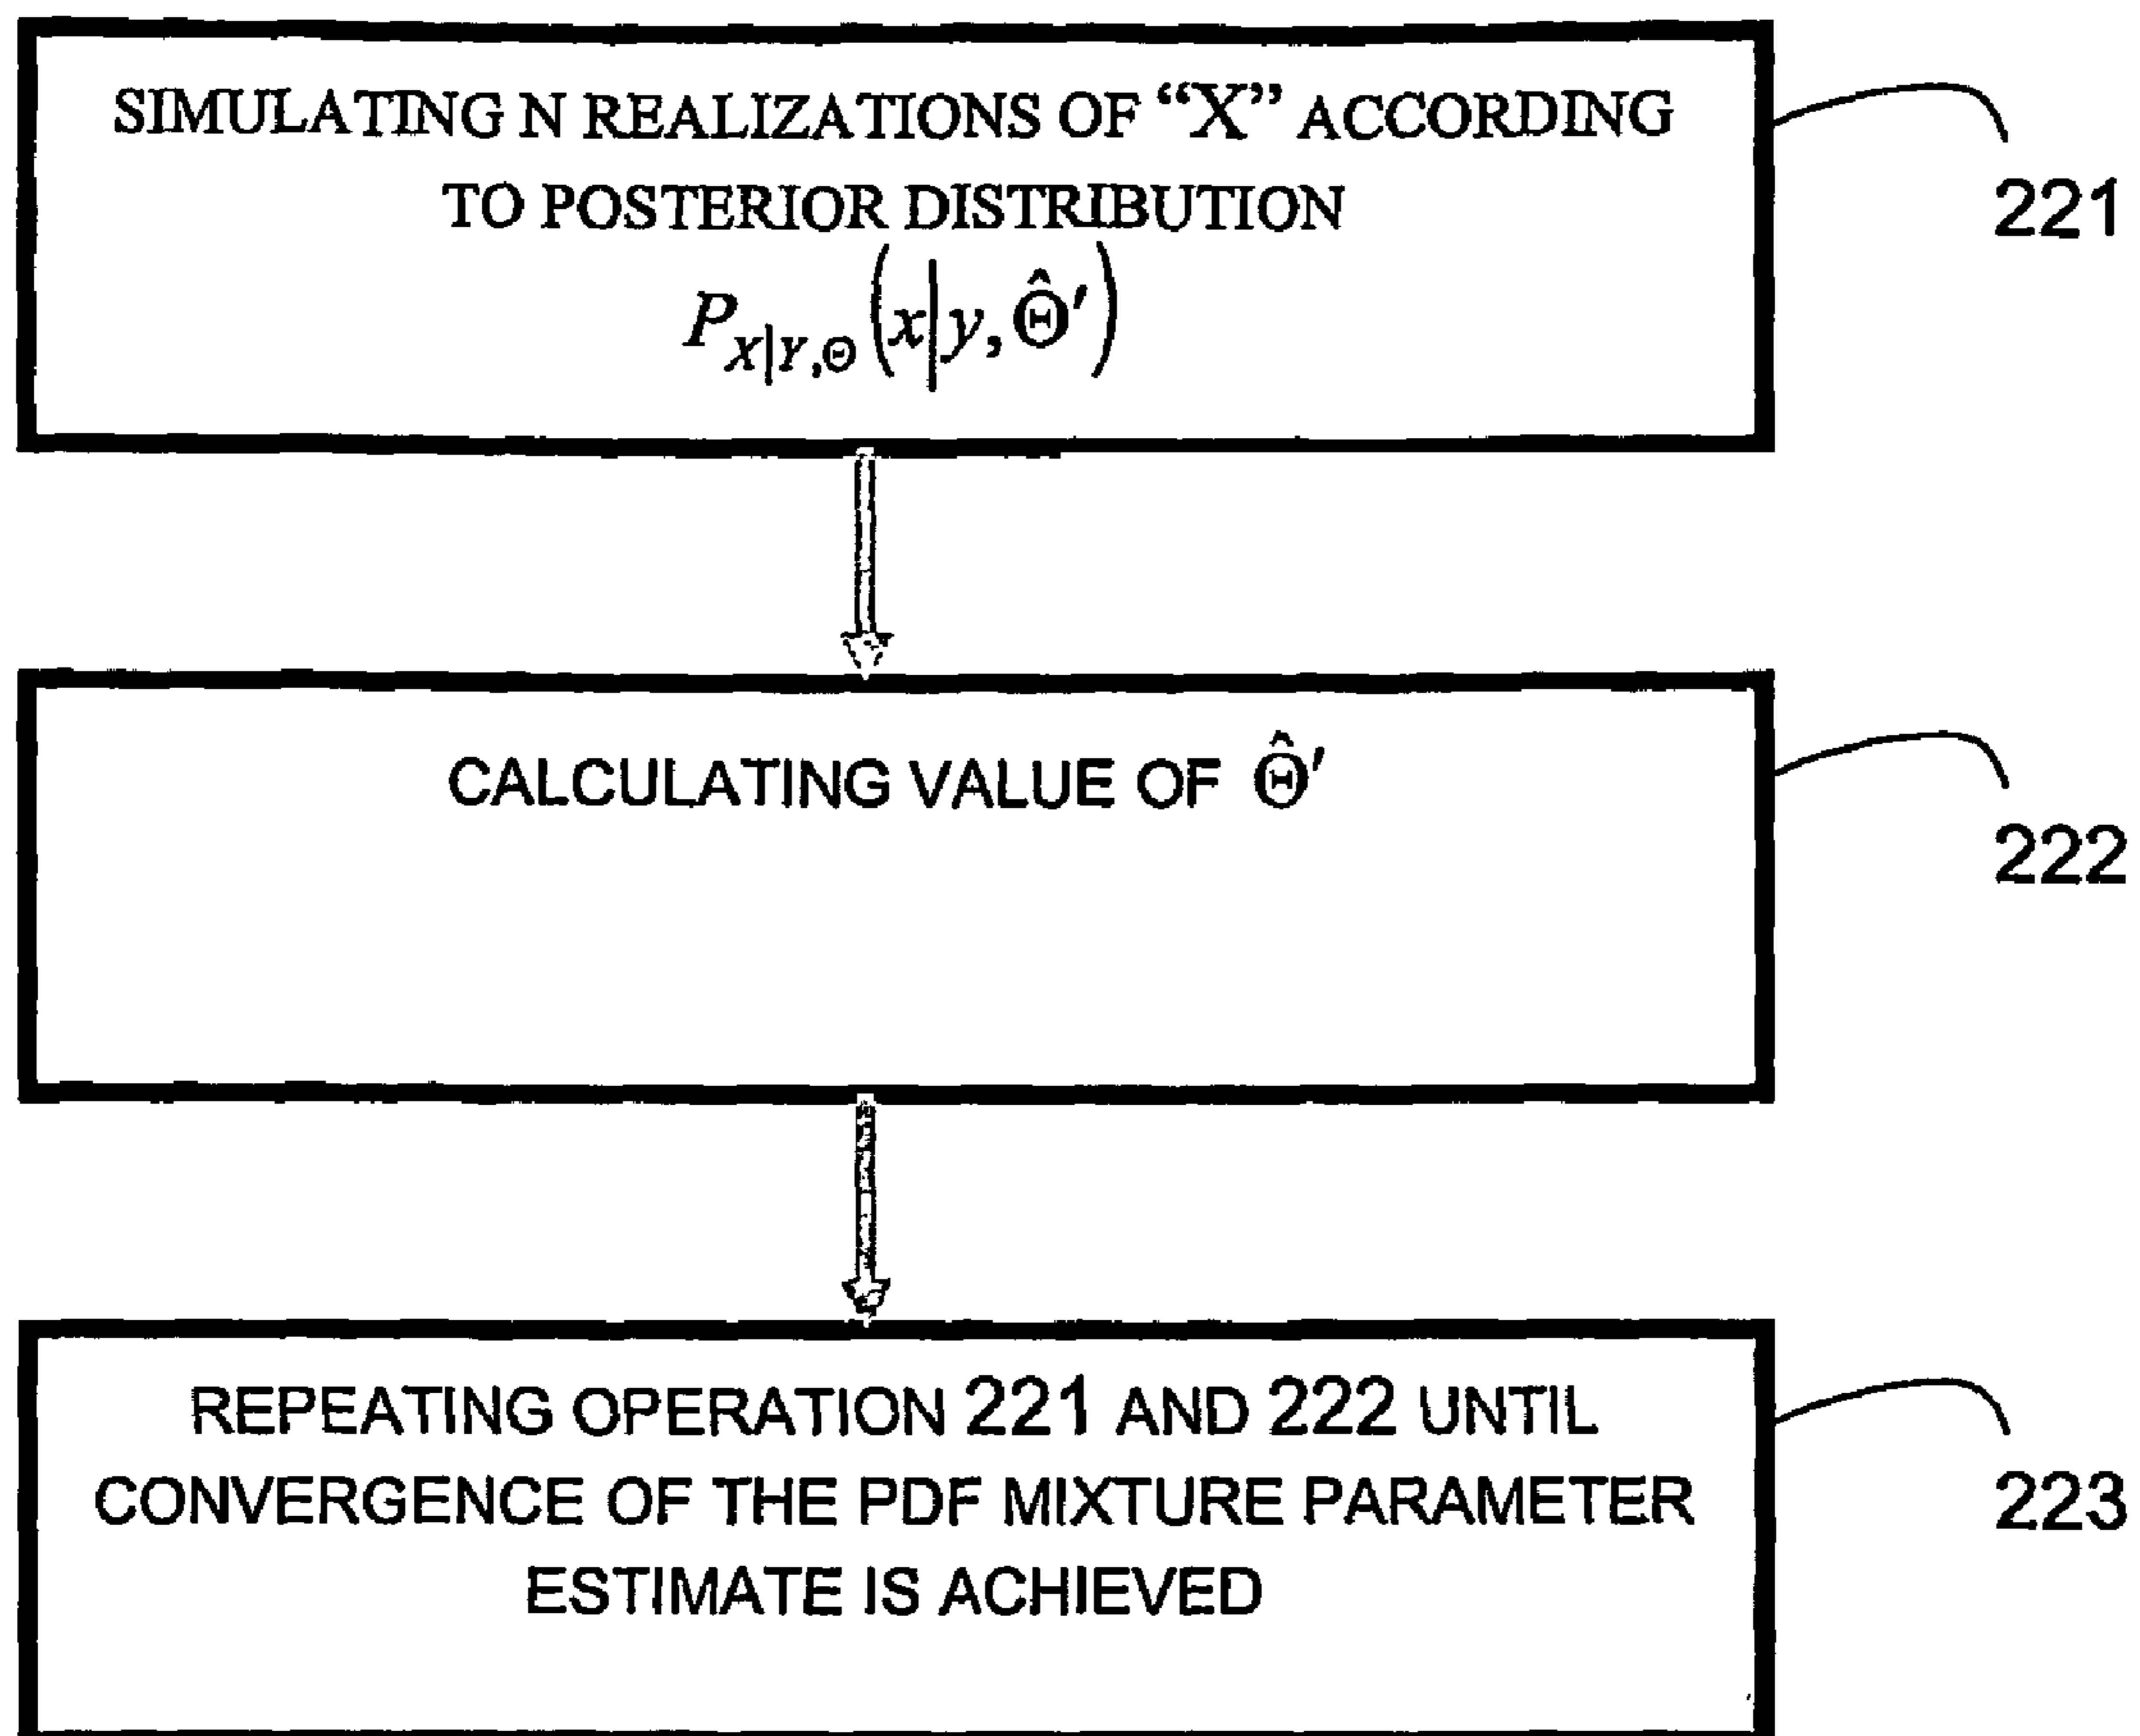 SIMULATING N REALIZATIONS OF “X” ACCORDING
TO POSTERIOR DISTRIBUTION
P_{X|Y,Θ}(x|y, Θ̂′)
221
CALCULATING VALUE OF Θ̂′
222
REPEATING OPERATION 221 AND 222 UNTIL
CONVERGENCE OF THE PDF MIXTURE PARAMETER
ESTIMATE IS ACHIEVED
223